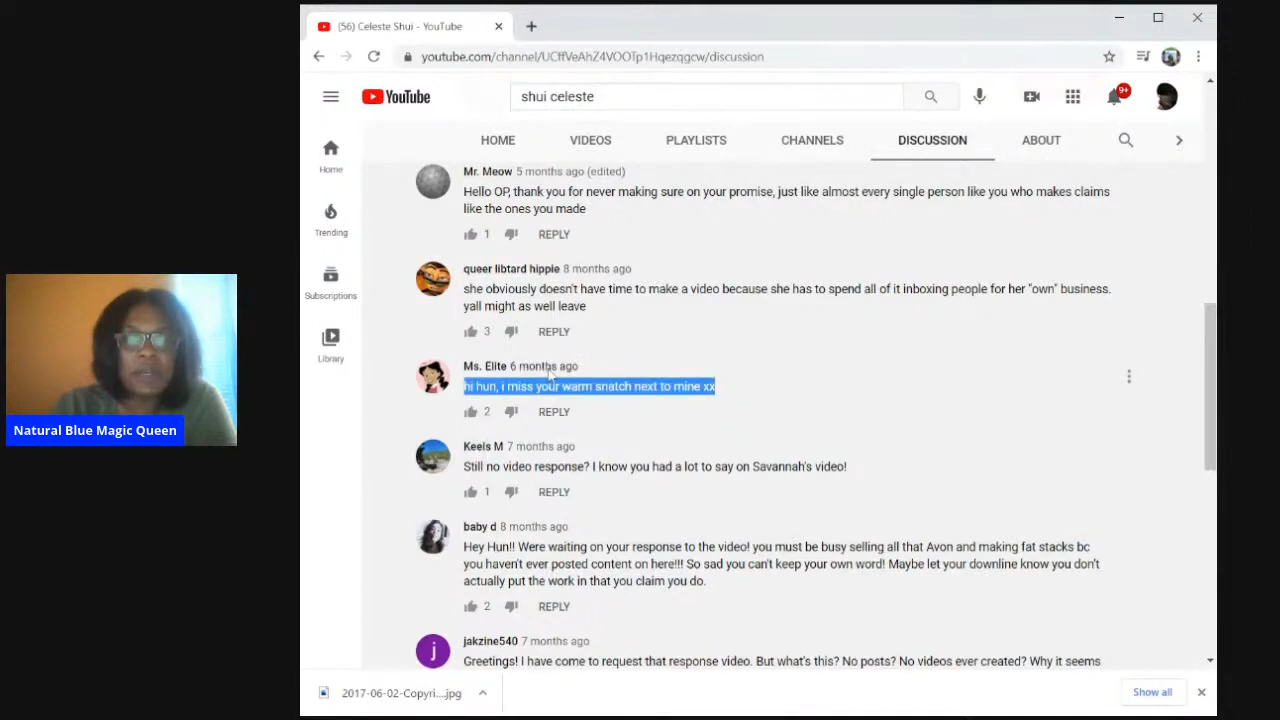 (56) Celeste Shui - YouTube
youtube.com/channel/UCffVeAhZ4VOOTp1Hqezqgcw/discussion
YouTube
shui celeste
9+
HOME
VIDEOS
PLAYLISTS
CHANNELS
DISCUSSION
ABOUT
Home
Trending
Subscriptions
Library
Mr. Meow 5 months ago (edited)
Hello OP, thank you for never making sure on your promise, just like almost every single person like you who makes claims
like the ones you made
1 REPLY
queer libtard hippie 8 months ago
she obviously doesn't have time to make a video because she has to spend all of it inboxing people for her "own" business.
yall might as well leave
3 REPLY
Ms. Elite 6 months ago
hi hun, i miss your warm snatch next to mine xx
2 REPLY
Keels M 7 months ago
Still no video response? I know you had a lot to say on Savannah's video!
1 REPLY
baby d 8 months ago
Hey Hun!! Were waiting on your response to the video! you must be busy selling all that Avon and making fat stacks bc
you haven't ever posted content on here!!! So sad you can't keep your own word! Maybe let your downline know you don't
actually put the work in that you claim you do.
2 REPLY
j
jakzine540 7 months ago
Greetings! I have come to request that response video. But what's this? No posts? No videos ever created? Why it seems
Natural Blue Magic Queen
2017-06-02-Copyri....jpg
Show all